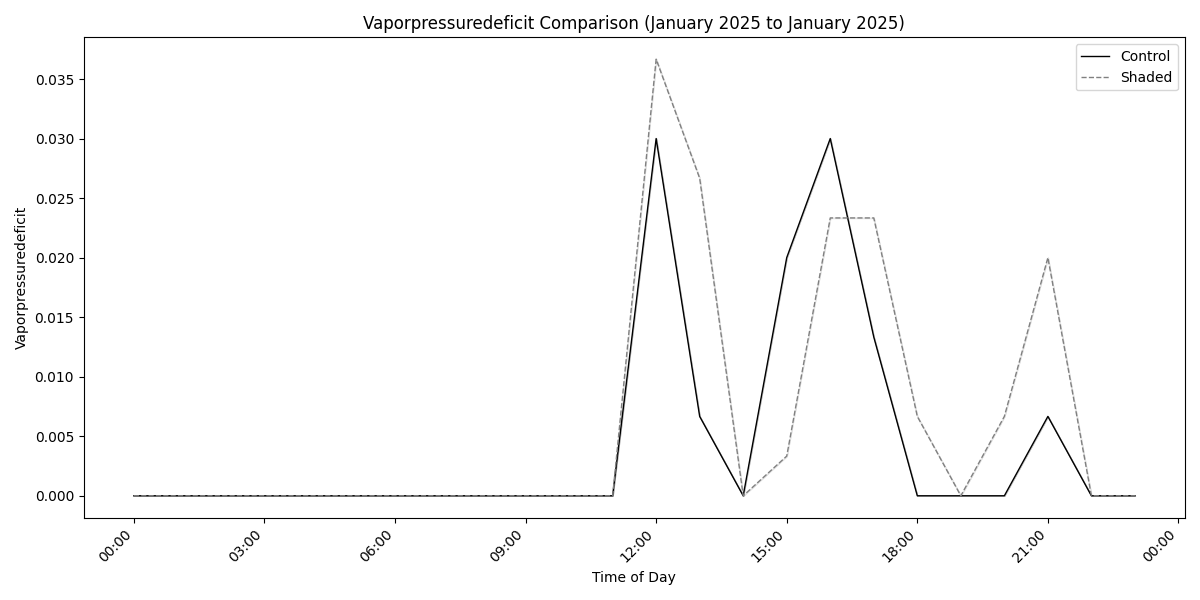 Vaporpressuredeficit Comparison (January 2025 to January 2025)
Control
Shaded
Vaporpressuredeficit
0.035
0.030
0.025
0.020
0.015
0.010
0.005
0.000
00:00 03:00 06:00 09:00 12:00 15:00 18:00 21:00 00:00
Time of Day